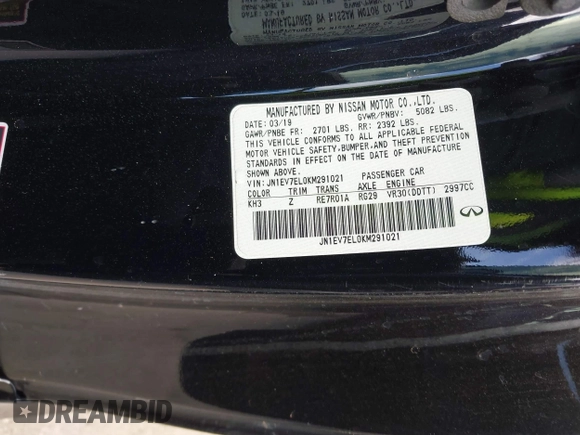 MANUFACTURED BY NISSAN MOTOR CO.,LTD.
DATE: 03/19 GVWR/PNBV: 5082 LBS.
GAWR/PNBE FR: 2701 LBS. RR: 2392 LBS.
THIS VEHICLE CONFORMS TO ALL APPLICABLE FEDERAL
MOTOR VEHICLE SAFETY,BUMPER,AND THEFT PREVENTION
STANDARDS IN EFFECT ON THE DATE OF MANUFACTURE
SHOWN ABOVE.
VIN: JN1EV7EL0KM291021 PASSENGER CAR
COLOR TRIM TRANS AXLE ENGINE
KH3 Z RE7R01A RG29 VR30(DDTT) 2997CC
JN1EV7EL0KM291021
INFINITI
DREAMBID